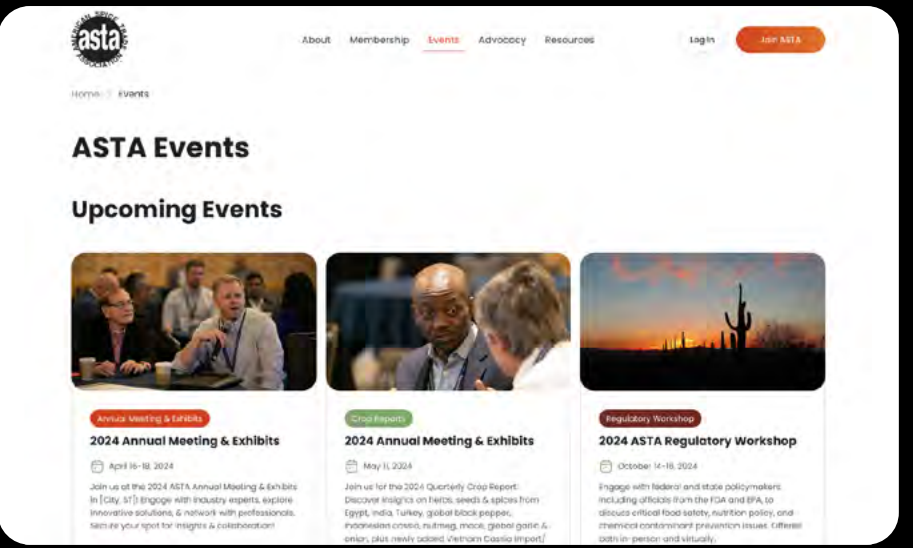 AMERICAN SPICE TRADE ASSOCIATION
asta
About Membership Events Advocacy Resources Log In Join ASTA
Home Events
ASTA Events
Upcoming Events
Annual Meeting & Exhibits
2024 Annual Meeting & Exhibits
April 16-18, 2024
Join us at the 2024 ASTA Annual Meeting & Exhibits
in [City, ST]! Engage with industry experts, explore
innovative solutions, & network with professionals.
Secure your spot for insights & collaboration!
Crop Reports
2024 Annual Meeting & Exhibits
May 11, 2024
Join us for the 2024 Quarterly Crop Report:
Discover insights on herbs, seeds & spices from
Egypt, India, Turkey, global black pepper,
Indonesian cassia, nutmeg, mace, global garlic &
onion, plus newly added Vietnam Cassia Import/
Regulatory Workshop
2024 ASTA Regulatory Workshop
October 14-16, 2024
Engage with federal and state policymakers
including officials from the FDA and EPA, to
discuss critical food safety, nutrition policy, and
chemical contaminant prevention issues. Offered
both in-person and virtually.